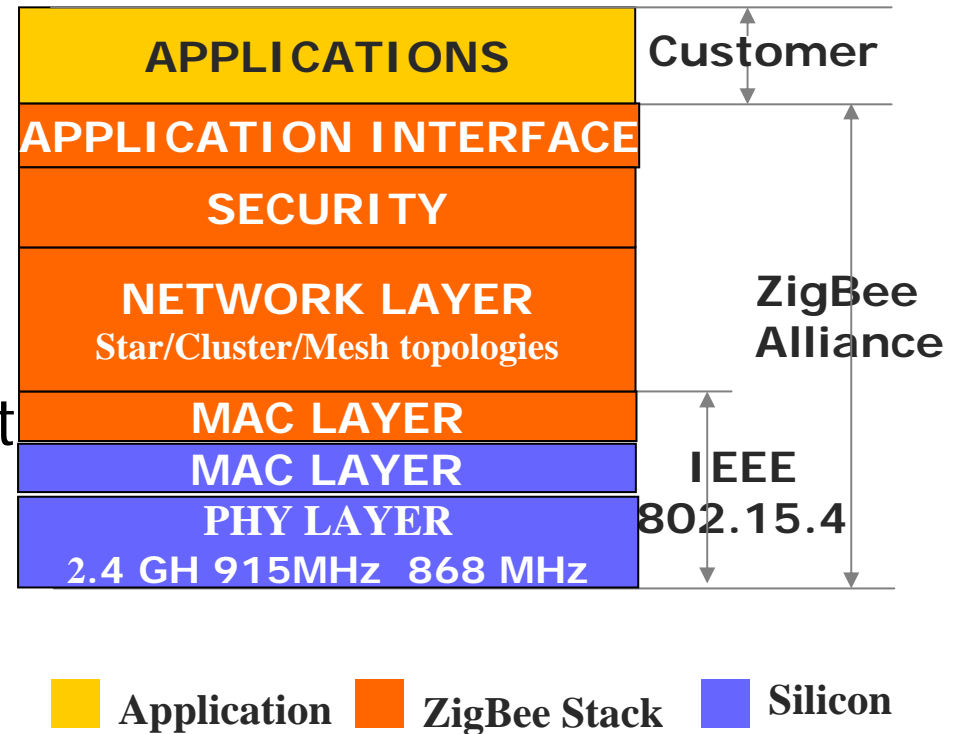 APPLICATIONS
Customer
APPLICATION INTERFACE
SECURITY
NETWORK LAYER
Star/Cluster/Mesh topologies
ZigBee
Alliance
t
MAC LAYER
MAC LAYER
IEEE
802.15.4
PHY LAYER
2.4 GH 915MHz 868 MHz
Application
ZigBee Stack
Silicon